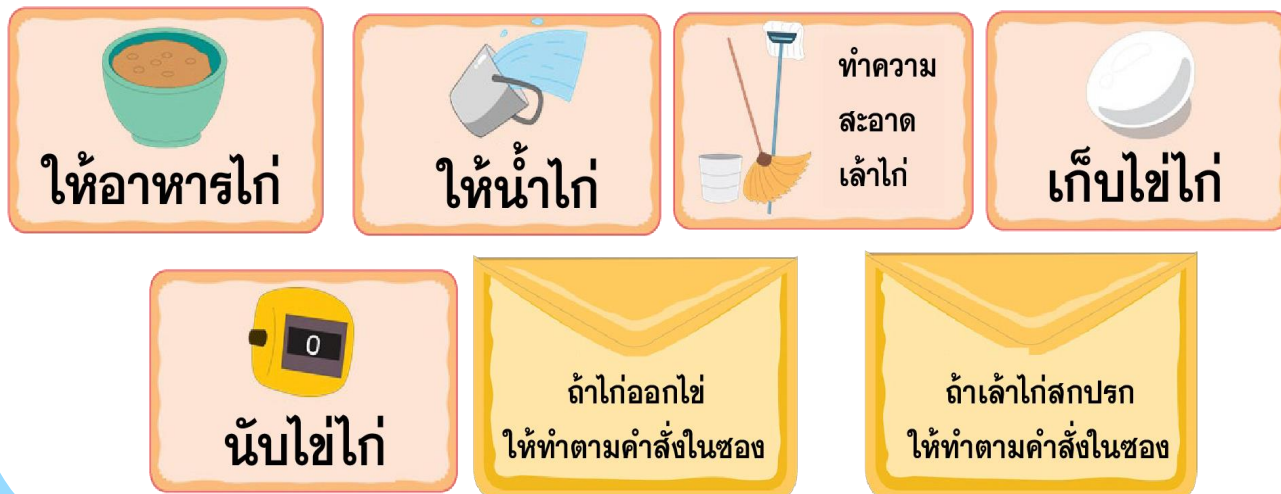 ให้อาหารไก่
ให้น้ำไก่
ทำความ
สะอาด
เล้าไก่
เก็บไข่ไก่
0
นับไข่ไก่
ถ้าไก่ออกไข่
ให้ทำตามคำสั่งในซอง
ถ้าเล้าไก่สกปรก
ให้ทำตามคำสั่งในซอง